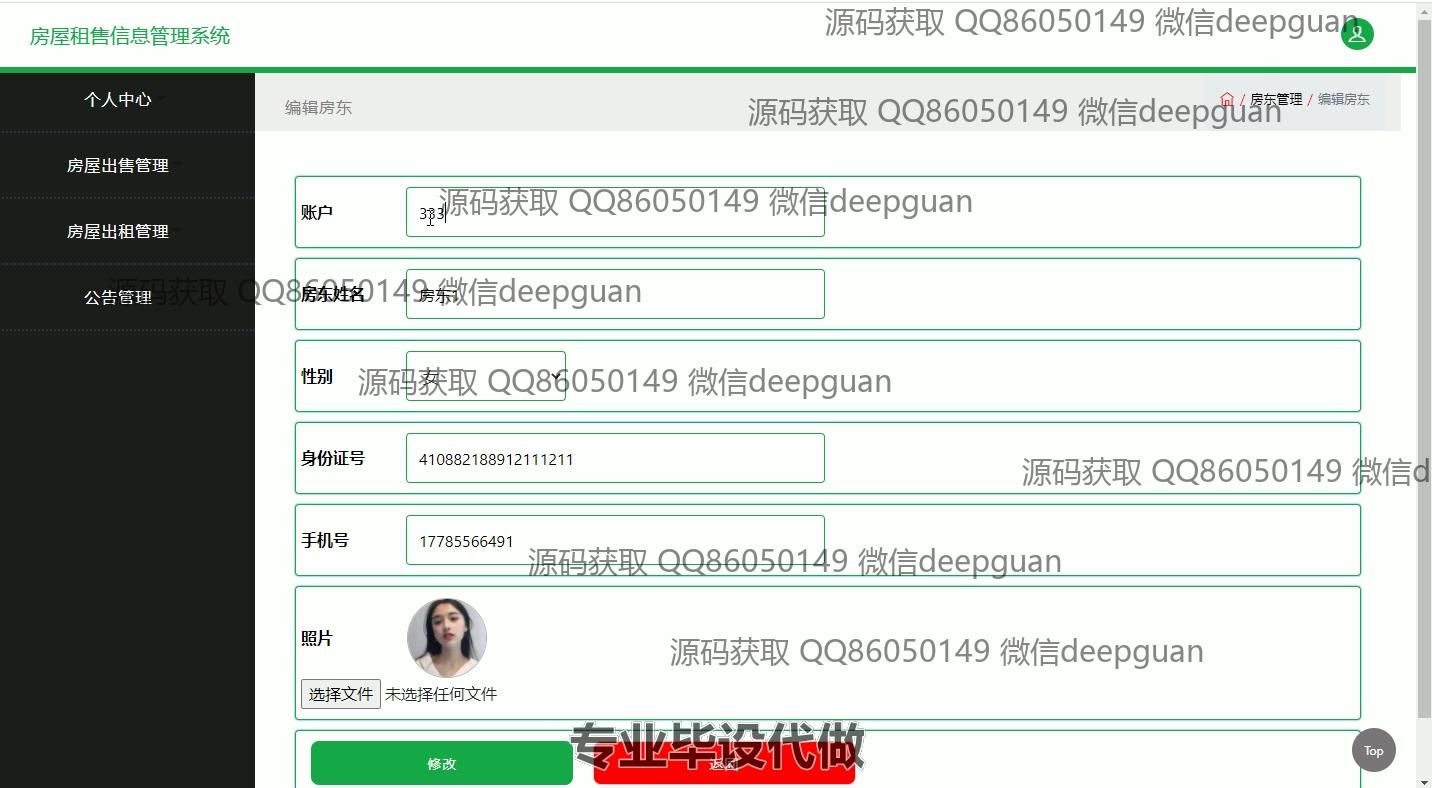 房屋租售信息管理系统
源码获取 QQ86050149 微信deepguan
个人中心
编辑房东
房东管理 / 编辑房东
源码获取 QQ86050149 微信deepguan
房屋出售管理
账户
333
源码获取 QQ86050149 微信deepguan
房屋出租管理
公告管理
源码获取 QQ86050149 微信deepguan
房东姓名
房东1
性别
源码获取 QQ86050149 微信deepguan
身份证号
410882188912111211
源码获取 QQ86050149 微信d
手机号
17785566491
源码获取 QQ86050149 微信deepguan
照片
源码获取 QQ86050149 微信deepguan
选择文件 未选择任何文件
专业毕设代做
修改
返回
Top